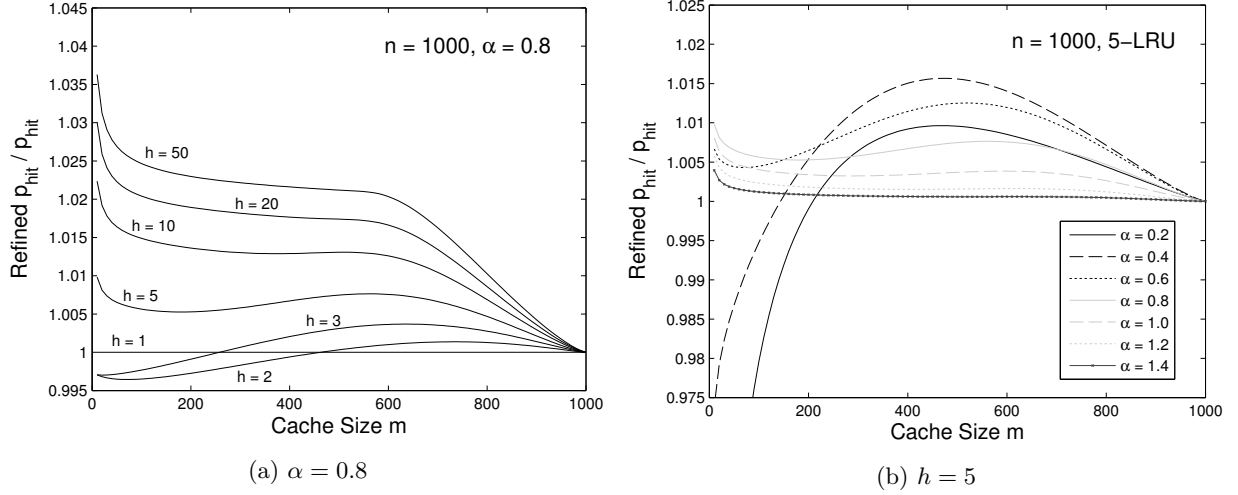 1.045
1.04
1.035
1.03
1.025
1.02
1.015
1.01
1.005
1
0.995
Refined p_hit / p_hit
n = 1000, α = 0.8
h = 50
h = 20
h = 10
h = 5
h = 3
h = 1
h = 2
0 200 400 600 800 1000
Cache Size m
(a) α = 0.8
1.025
1.02
1.015
1.01
1.005
1
0.995
0.99
0.985
0.98
0.975
Refined p_hit / p_hit
n = 1000, 5-LRU
α = 0.2
α = 0.4
α = 0.6
α = 0.8
α = 1.0
α = 1.2
α = 1.4
0 200 400 600 800 1000
Cache Size m
(b) h = 5